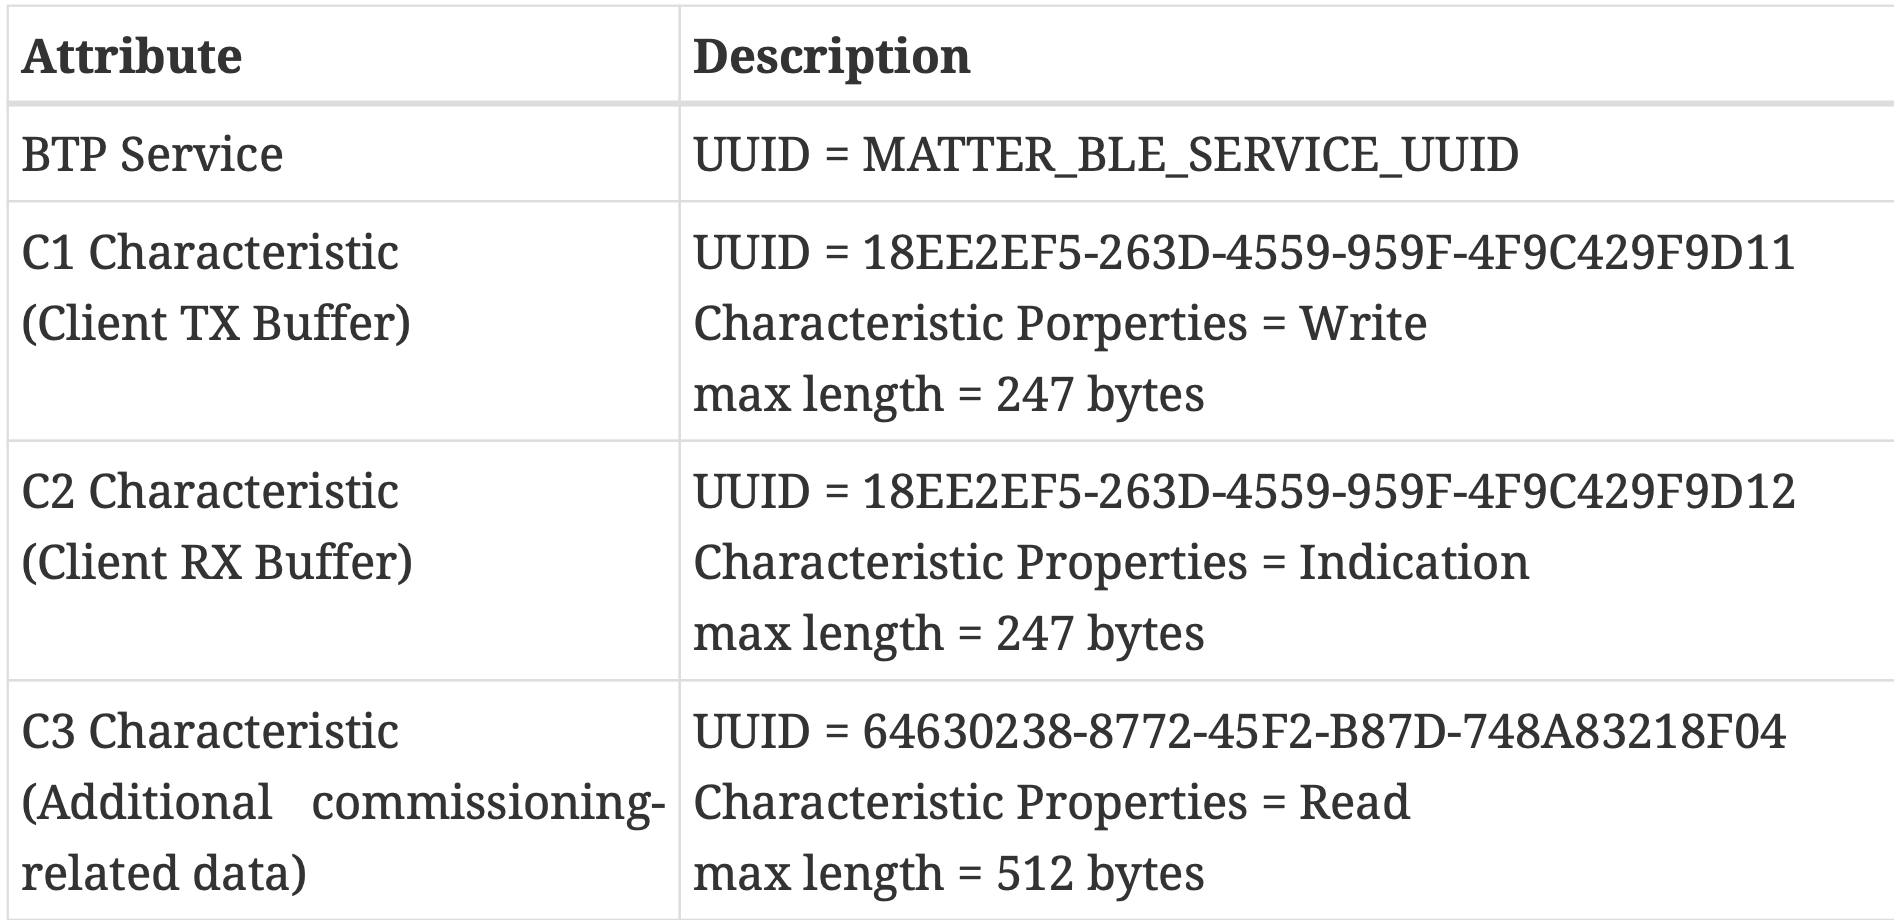 Attribute
Description
BTP Service
UUID = MATTER_BLE_SERVICE_UUID
C1 Characteristic
(Client TX Buffer)
UUID = 18EE2EF5-263D-4559-959F-4F9C429F9D11
Characteristic Porperties = Write
max length = 247 bytes
C2 Characteristic
(Client RX Buffer)
UUID = 18EE2EF5-263D-4559-959F-4F9C429F9D12
Characteristic Properties = Indication
max length = 247 bytes
C3 Characteristic
(Additional commissioning-
related data)
UUID = 64630238-8772-45F2-B87D-748A83218F04
Characteristic Properties = Read
max length = 512 bytes